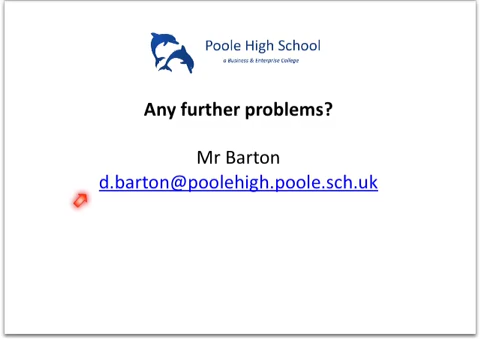 Poole High School
a Business & Enterprise College
Any further problems?
Mr Barton
d.barton@poolehigh.poole.sch.uk